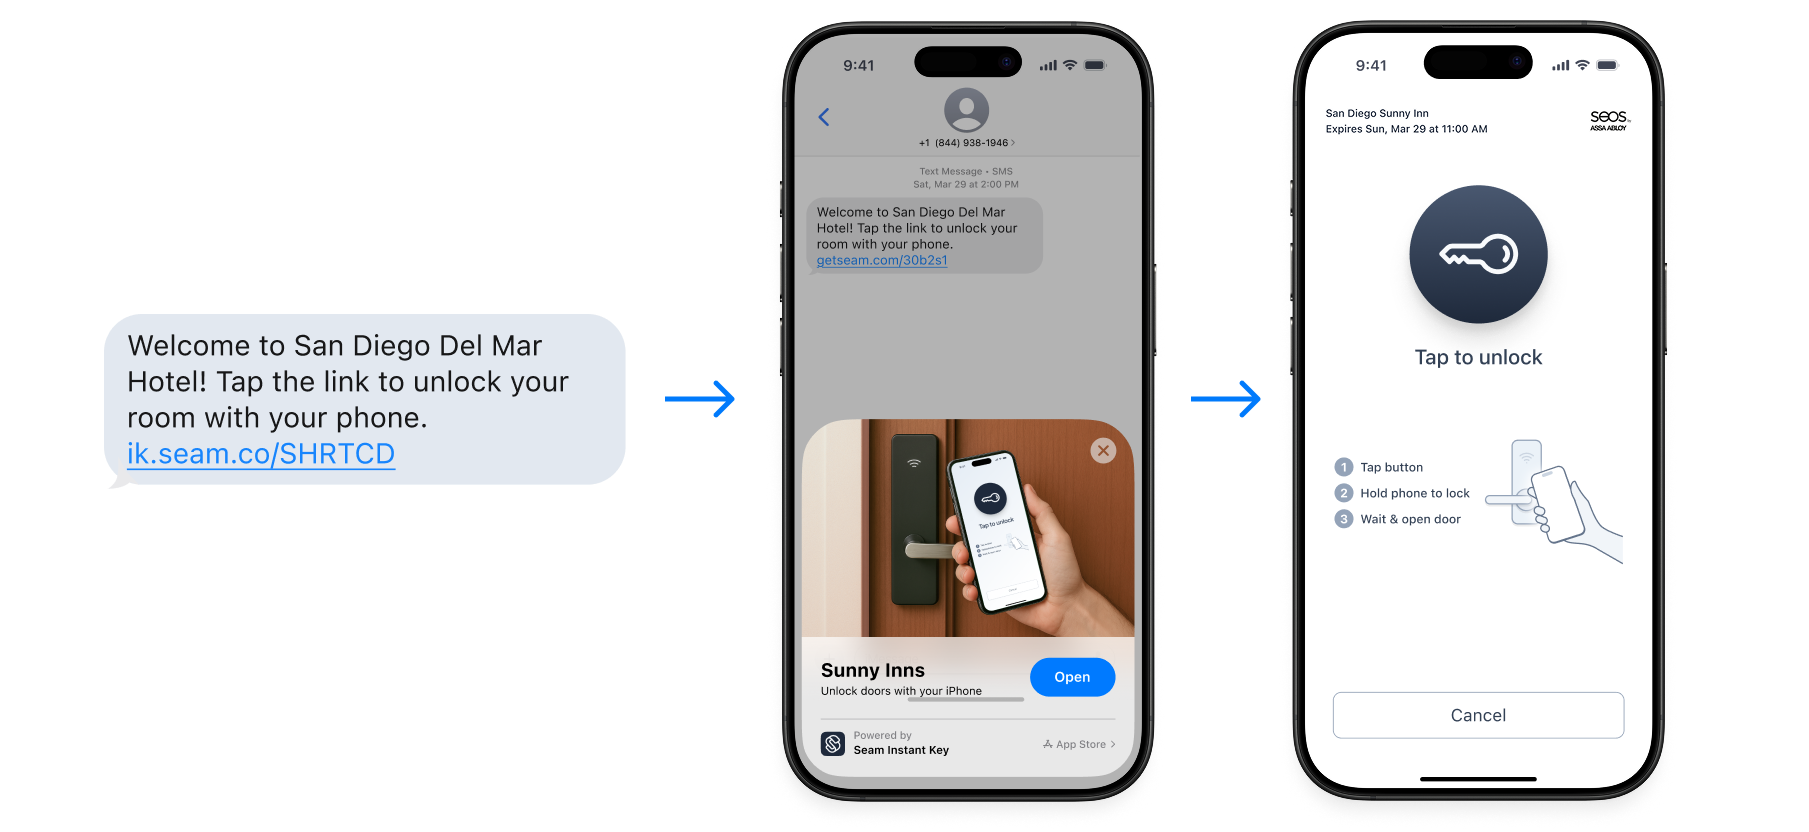 Welcome to San Diego Del Mar
Hotel! Tap the link to unlock your
room with your phone.
ik.seam.co/SHRTCD
9:41
+1 (844) 938-1946
Text Message • SMS
Sat, Mar 29 at 2:00 PM
Welcome to San Diego Del Mar
Hotel! Tap the link to unlock your
room with your phone.
getseam.com/30b2s1
Tap to unlock
Sunny Inns
Unlock doors with your iPhone
Open
Powered by
Seam Instant Key
App Store
9:41
San Diego Sunny Inn
Expires Sun, Mar 29 at 11:00 AM
seos
ASSA ABLOY
Tap to unlock
1 Tap button
2 Hold phone to lock
3 Wait & open door
Cancel